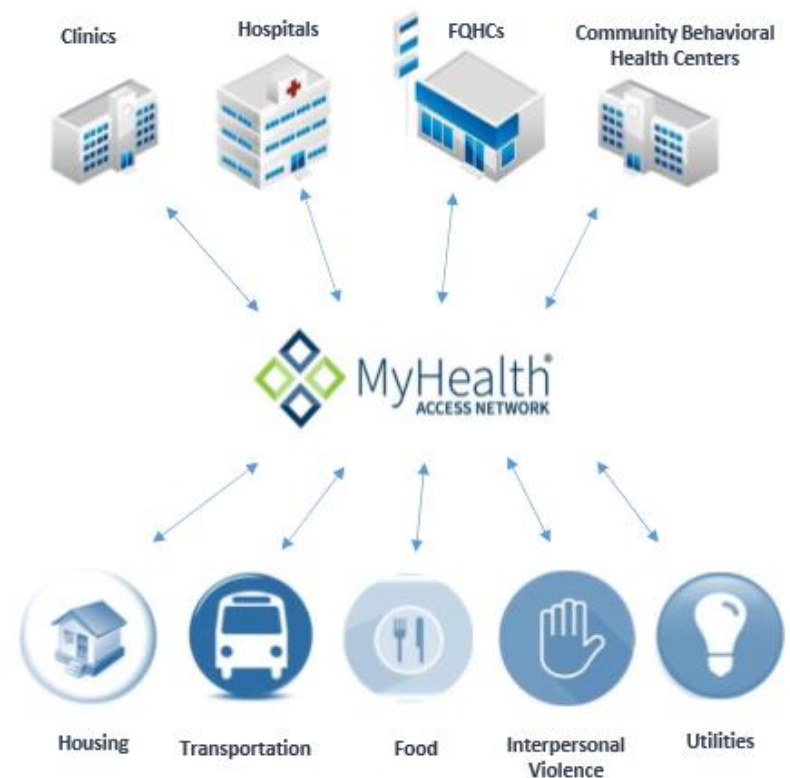 Clinics
Hospitals
FQHCs
Community Behavioral
Health Centers
MyHealth®
ACCESS NETWORK
Housing
Transportation
Food
Interpersonal
Violence
Utilities